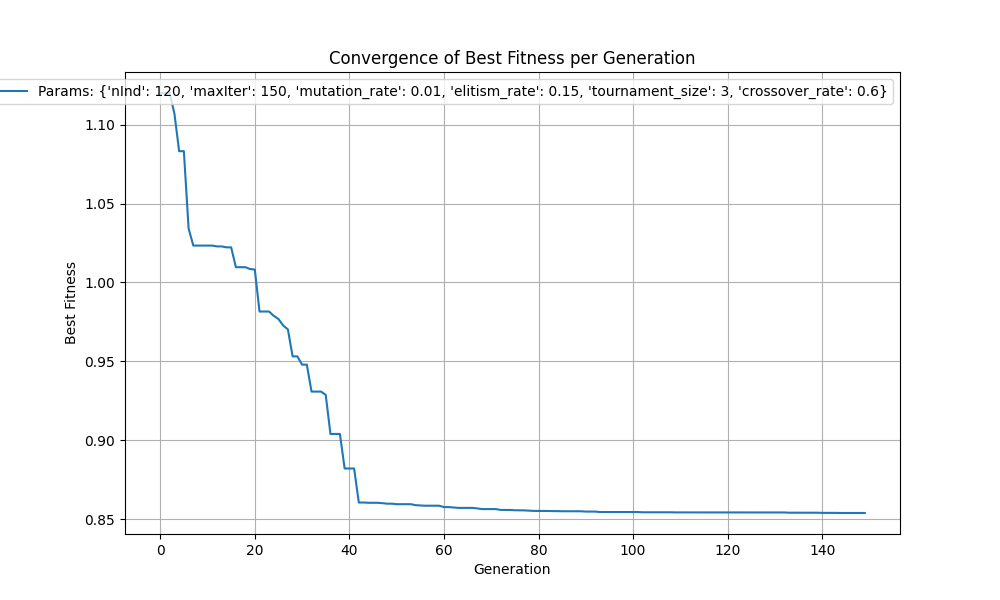 Convergence of Best Fitness per Generation
Params: {'nInd': 120, 'maxIter': 150, 'mutation_rate': 0.01, 'elitism_rate': 0.15, 'tournament_size': 3, 'crossover_rate': 0.6}
1.10
1.05
1.00
0.95
0.90
0.85
Best Fitness
0 20 40 60 80 100 120 140
Generation